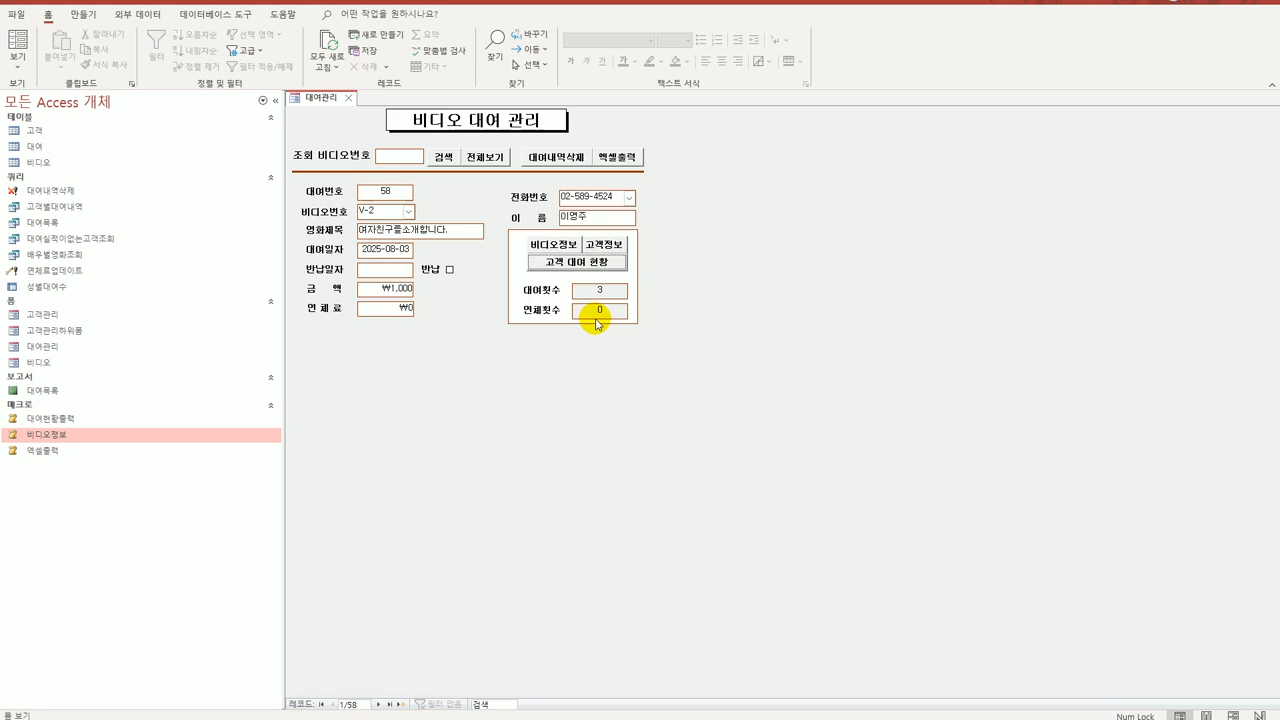 파일 홈 만들기 외부 데이터 데이터베이스 도구 도움말 어떤 작업을 원하시나요?
보기
붙여넣기
잘라내기
복사
서식 복사
클립보드
필터
오름차순
내림차순
정렬 제거
선택 영역
고급
필터 적용/해제
정렬 및 필터
모두 새로 고침
새로 만들기
저장
삭제
요약
맞춤법 검사
기타
레코드
찾기
바꾸기
이동
선택
찾기
가 가 가 가
텍스트 서식
모든 Access 개체
테이블
고객
대여
비디오
쿼리
대여내역삭제
고객별대여내역
대여목록
대여실적이없는고객조회
배우별영화조회
연체료업데이트
성별대여수
폼
고객관리
고객관리하위폼
대여관리
비디오
보고서
대여목록
매크로
대여현황출력
비디오정보
엑셀출력
대여관리
비디오 대여 관리
조회 비디오번호 검색 전체보기 대여내역삭제 엑셀출력
대여번호 58
비디오번호 V-2
영화제목 여자친구를소개합니다.
대여일자 2025-08-03
반납일자 반납
금 액 ₩1,000
연 체 료 ₩0
전화번호 02-589-4524
이 름 이영주
비디오정보 고객정보
고객 대여 현황
대여횟수 3
연체횟수 0
레코드: 1/58 필터 없음 검색
폼 보기 Num Lock